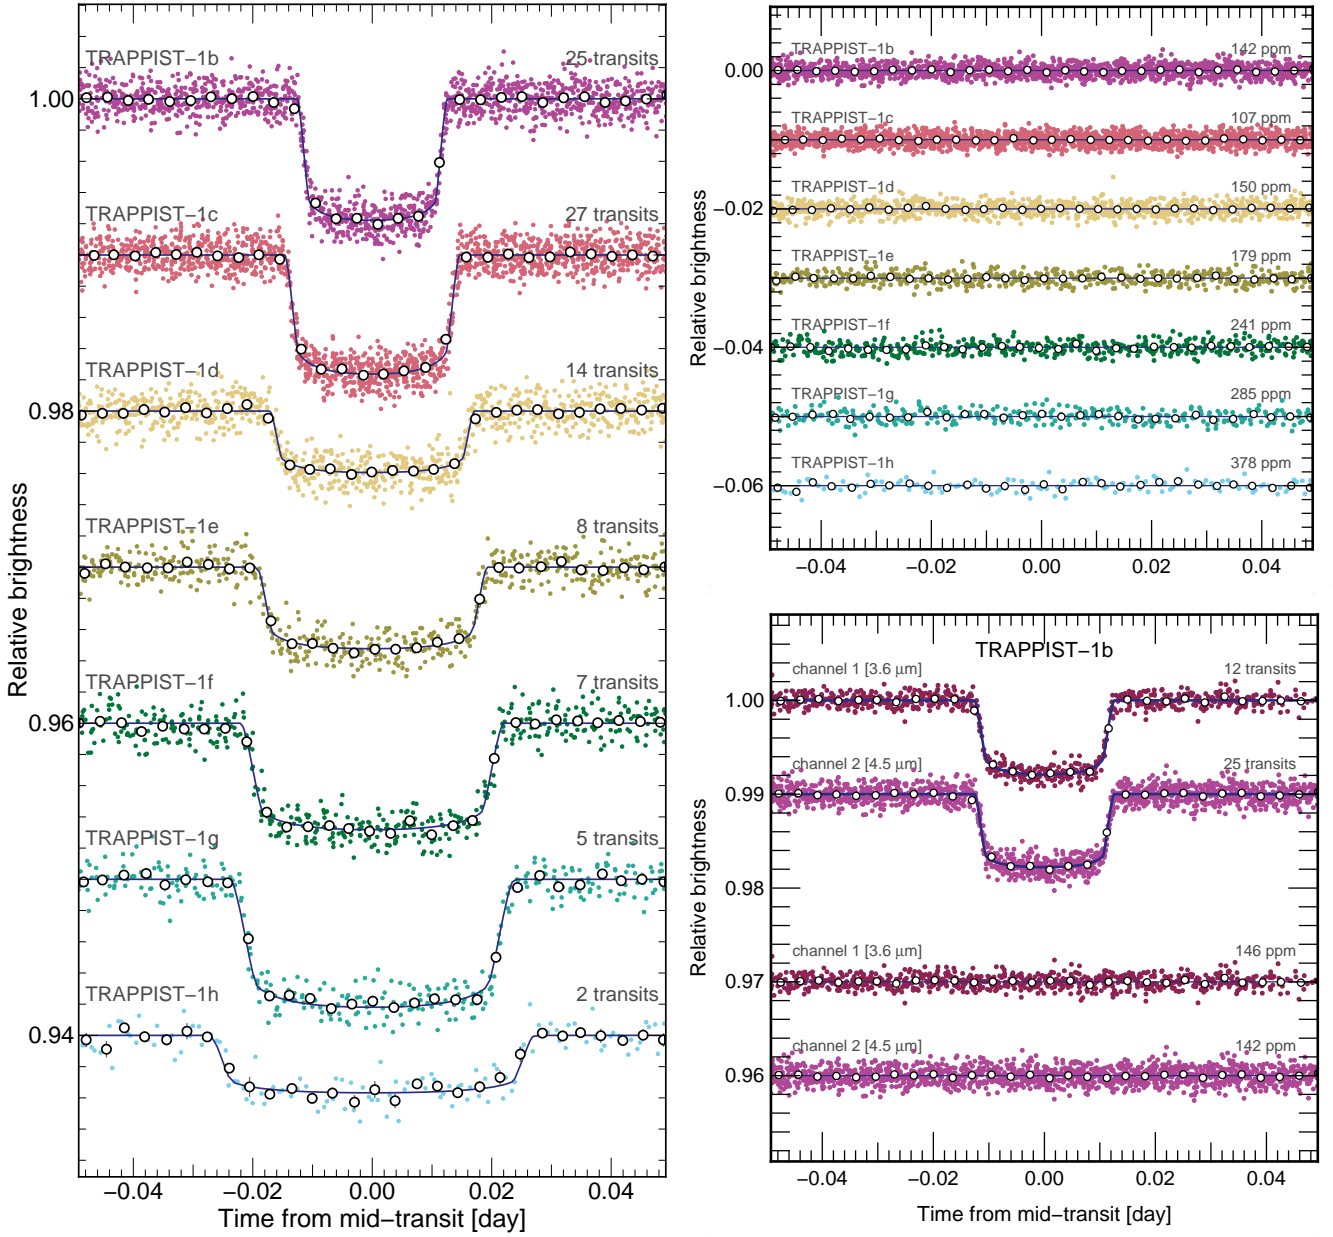 TRAPPIST−1b 25 transits
1.00
TRAPPIST−1c 27 transits
TRAPPIST−1d 14 transits
0.98
TRAPPIST−1e 8 transits
TRAPPIST−1f 7 transits
0.96
TRAPPIST−1g 5 transits
TRAPPIST−1h 2 transits
0.94
Relative brightness
−0.04 −0.02 0.00 0.02 0.04
Time from mid−transit [day]
TRAPPIST−1b 142 ppm
0.00
TRAPPIST−1c 107 ppm
TRAPPIST−1d 150 ppm
−0.02
TRAPPIST−1e 179 ppm
TRAPPIST−1f 241 ppm
−0.04
TRAPPIST−1g 285 ppm
TRAPPIST−1h 378 ppm
−0.06
Relative brightness
−0.04 −0.02 0.00 0.02 0.04
TRAPPIST−1b
channel 1 [3.6 µm] 12 transits
1.00
channel 2 [4.5 µm] 25 transits
0.99
0.98
channel 1 [3.6 µm] 146 ppm
0.97
channel 2 [4.5 µm] 142 ppm
0.96
Relative brightness
−0.04 −0.02 0.00 0.02 0.04
Time from mid−transit [day]